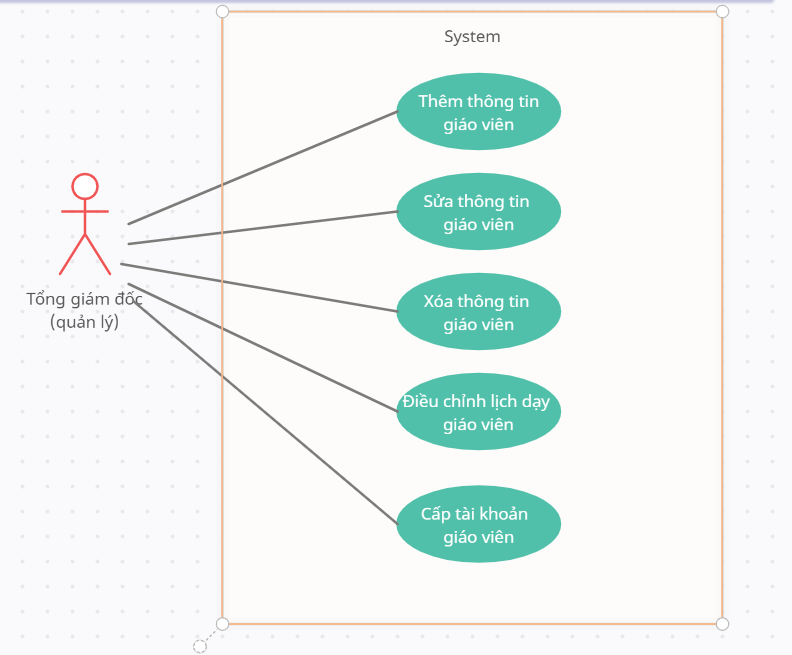 System
Thêm thông tin
giáo viên
Sửa thông tin
giáo viên
Xóa thông tin
giáo viên
Tổng giám đốc
(quản lý)
Điều chỉnh lịch dạy
giáo viên
Cấp tài khoản
giáo viên